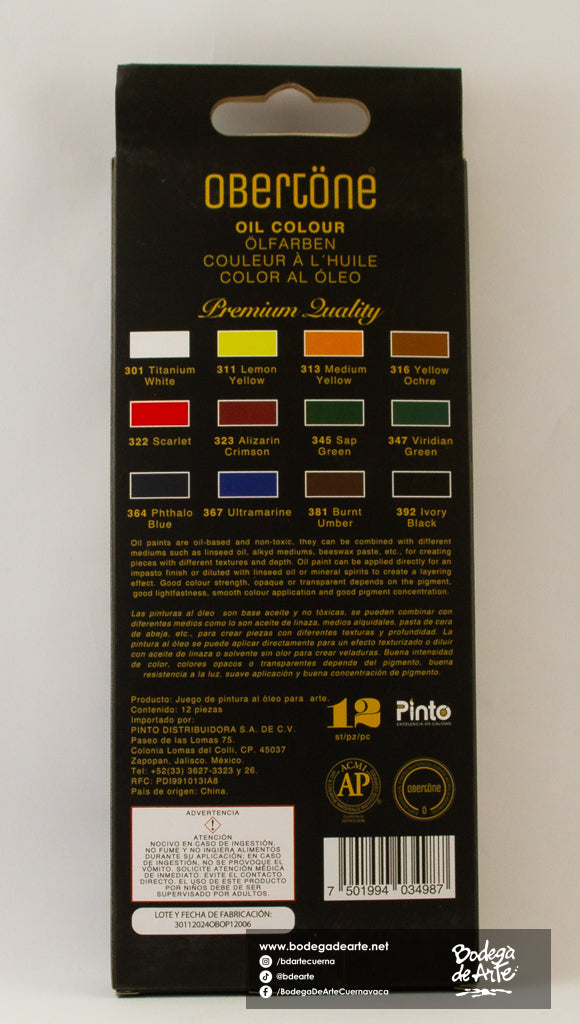 OBERTÖNE
OIL COLOUR
ÖLFARBEN
COULEUR À L´HUILE
COLOR AL ÓLEO
Premium Quality
301 Titanium White
311 Lemon Yellow
313 Medium Yellow
316 Yellow Ochre
322 Scarlet
323 Alizarin Crimson
345 Sap Green
347 Viridian Green
364 Phthalo Blue
367 Ultramarine
381 Burnt Umber
392 Ivory Black
Oil paints are oil-based and non-toxic, they can be combined with different
mediums such as linseed oil, alkyd mediums, beeswax paste, etc., for creating
pieces with different textures and depth. Oil paint can be applied directly for an
impasto finish or diluted with linseed oil or mineral spirits to create a layering
effect. Good colour strength, opaque or transparent depends on the pigment,
good lightfastness, smooth colour application and good pigment concentration.
Las pinturas al óleo son base aceite y no tóxicas, se pueden combinar con
diferentes medios como lo son aceite de linaza, medios alquidales, pasta de cera
de abeja, etc., para crear piezas con diferentes texturas y profundidad. La
pintura al óleo se puede aplicar directamente para un efecto texturizado o diluir
con aceite de linaza o solvente sin olor para crear veladuras. Buena intensidad
de color, colores opacos o transparentes depende del pigmento, buena
resistencia a la luz, suave aplicación y buena concentración de pigmento.
Producto: Juego de pintura al óleo para arte.
Contenido: 12 piezas
Importado por:
PINTO DISTRIBUIDORA S.A. DE C.V.
Paseo de las Lomas 75.
Colonia Lomas del Colli, CP. 45037
Zapopan, Jalisco. México.
Tel: +52(33) 3627-3323 y 26.
RFC: PDI991013IA8
País de origen: China.
12
st/pz/pc
Pinto
EXCELENCIA EN CALIDAD
ACMI
AP
OBERTÖNE
Ö
ADVERTENCIA
ATENCIÓN
NOCIVO EN CASO DE INGESTIÓN.
NO FUME Y NO INGIERA ALIMENTOS
DURANTE SU APLICACIÓN; EN CASO
DE INGESTIÓN, NO SE PROVOQUE EL
VÓMITO. SOLICITE ATENCIÓN MÉDICA
DE INMEDIATO. EVITE EL CONTACTO
DIRECTO. EL USO DE ESTE PRODUCTO
POR NIÑOS DEBE DE SER
SUPERVISADO POR ADULTOS.
7 501994 034987
LOTE Y FECHA DE FABRICACIÓN:
30112024OBOP12006
www.bodegadearte.net
/bdartecuerna
@bdearte
/BodegaDeArteCuernavaca
Bodega
de Arte